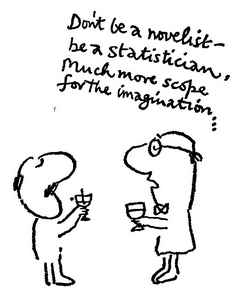 Don't be a novelist—
be a statistician,
Much more scope
for the imagination...